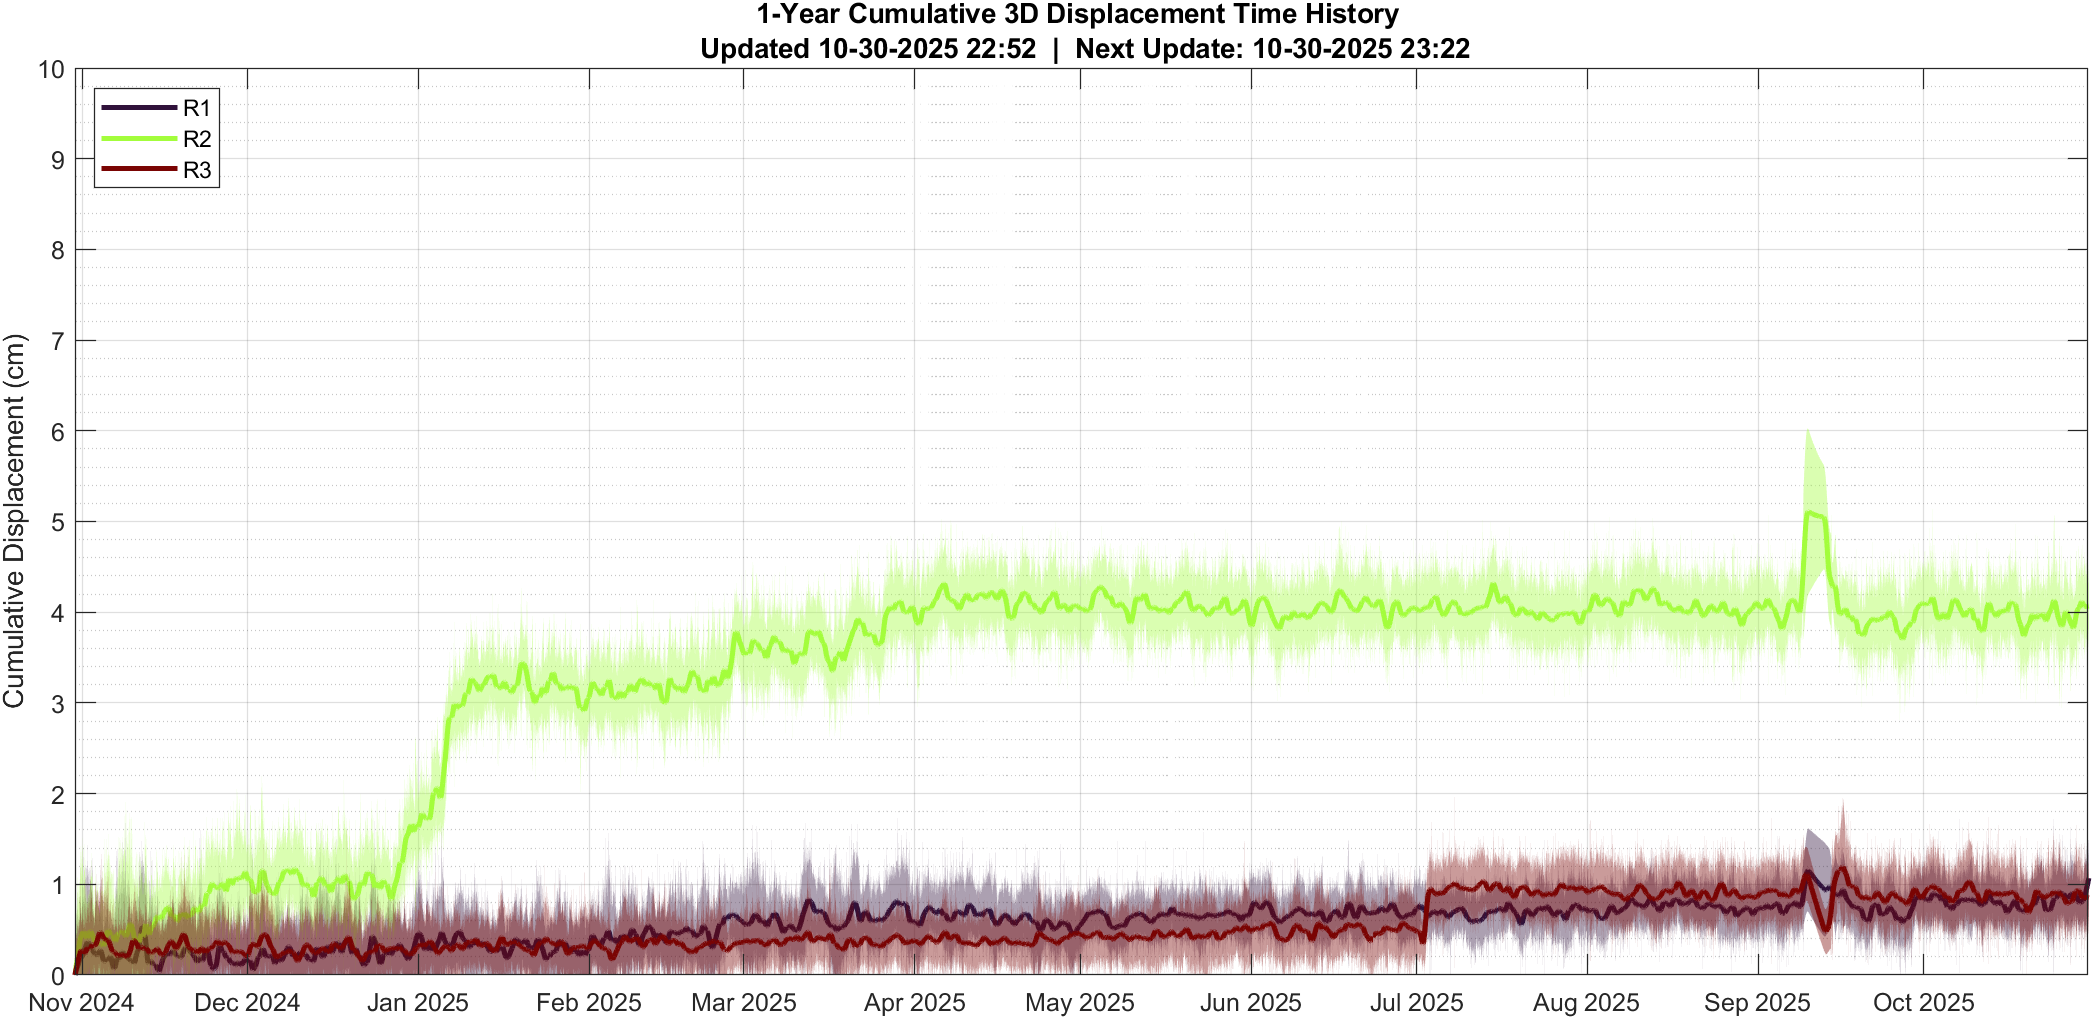 1-Year Cumulative 3D Displacement Time History
Updated 10-30-2025 22:52 | Next Update: 10-30-2025 23:22
R1
R2
R3
Cumulative Displacement (cm)
10
9
8
7
6
5
4
3
2
1
0
Nov 2024 Dec 2024 Jan 2025 Feb 2025 Mar 2025 Apr 2025 May 2025 Jun 2025 Jul 2025 Aug 2025 Sep 2025 Oct 2025